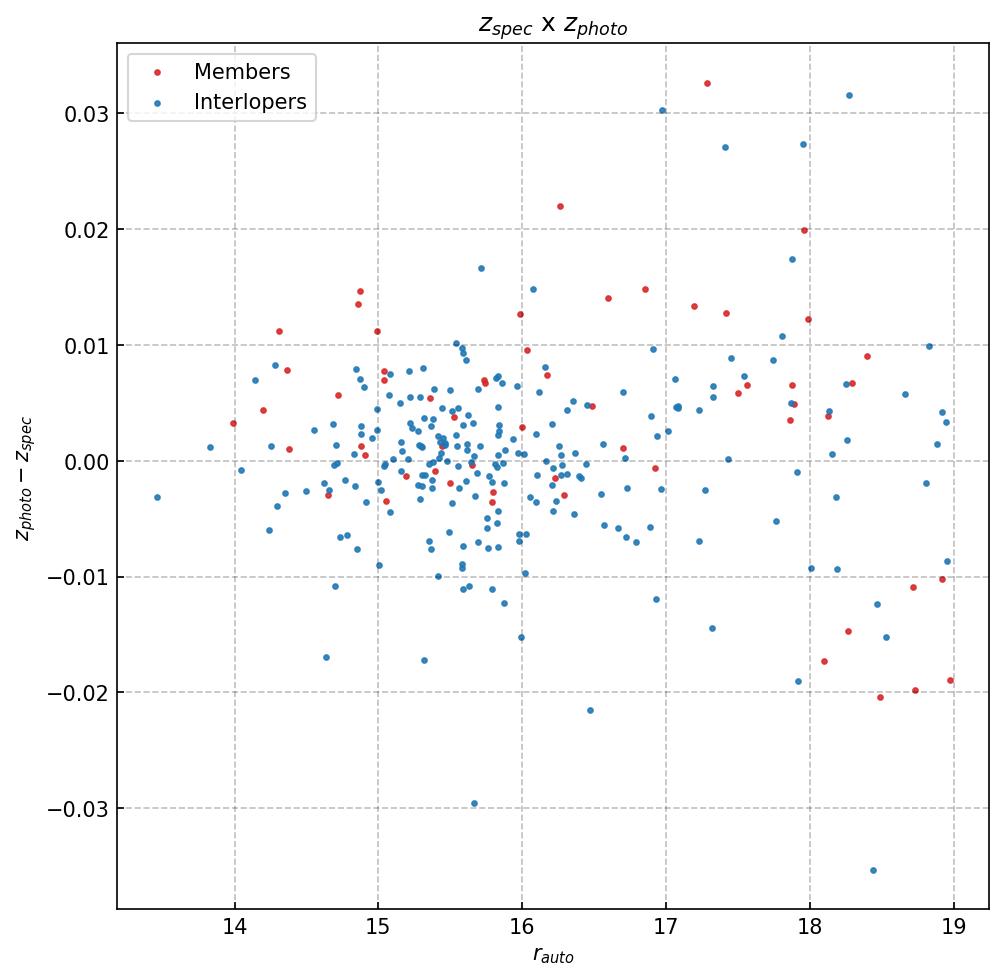 z_spec x z_photo
Members
Interlopers
0.03
0.02
0.01
0.00
−0.01
−0.02
−0.03
z_photo − z_spec
14 15 16 17 18 19
r_auto